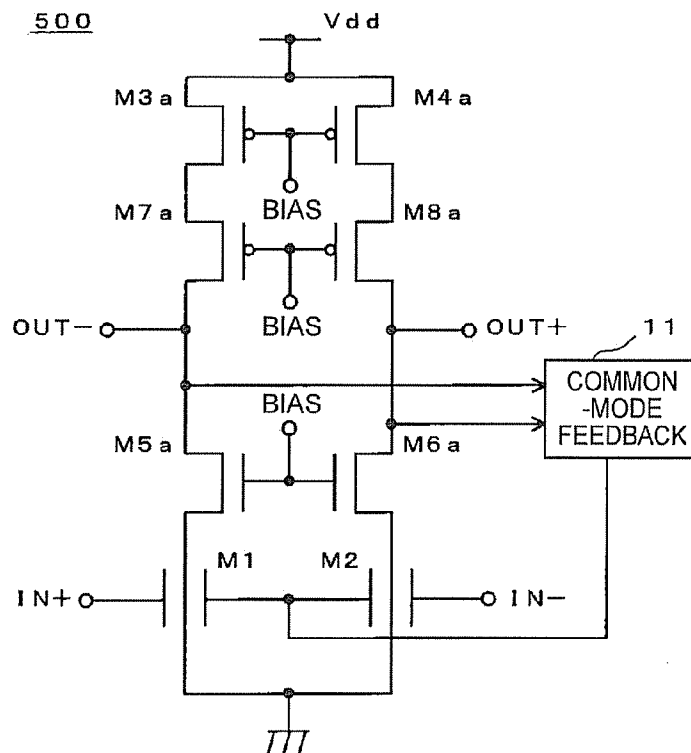 500
Vdd
M3a
M4a
BIAS
M7a
M8a
BIAS
OUT-
OUT+
11
COMMON
-MODE
FEEDBACK
BIAS
M5a
M6a
M1
M2
IN+
IN-